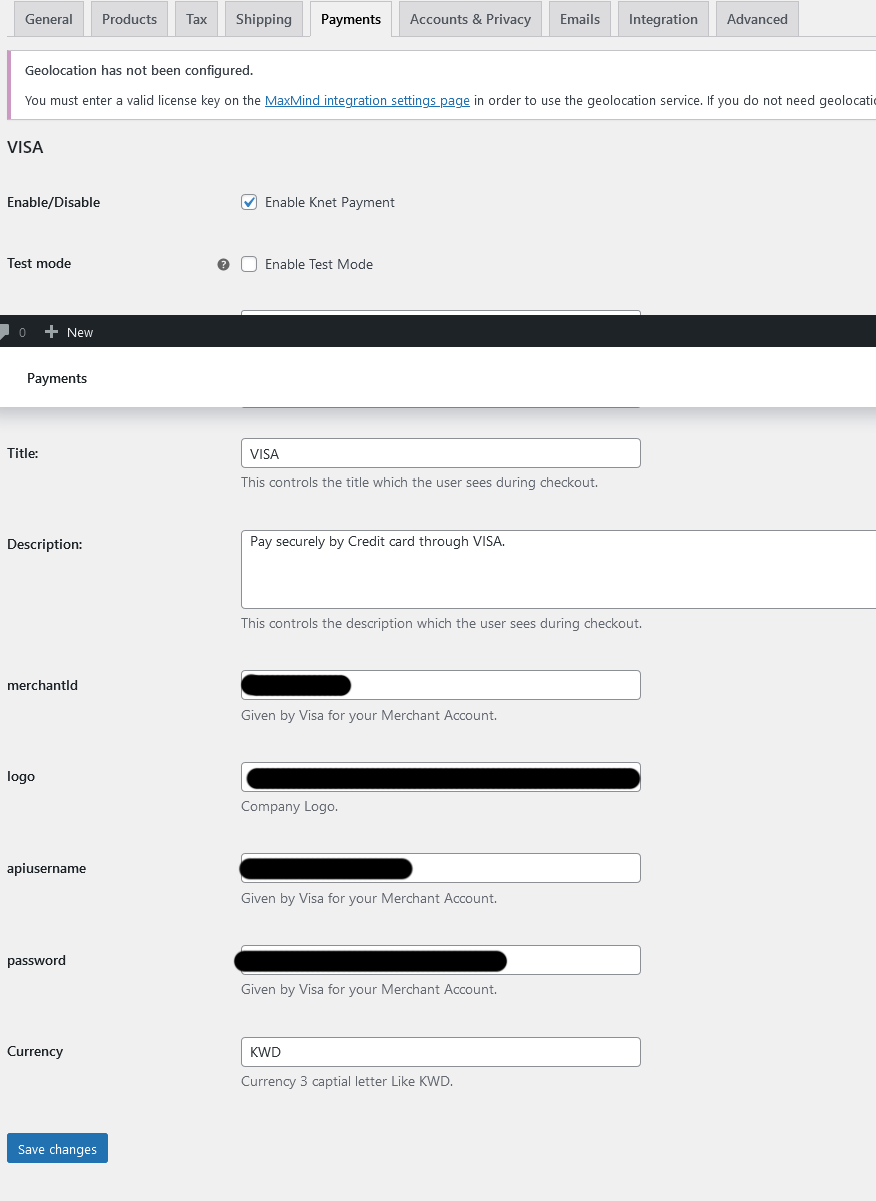 General Products Tax Shipping Payments Accounts & Privacy Emails Integration Advanced
Geolocation has not been configured.
You must enter a valid license key on the MaxMind integration settings page in order to use the geolocation service. If you do not need
VISA
Enable/Disable Enable Knet Payment
Test mode ? Enable Test Mode
0 + New
Payments
Title: VISA
This controls the title which the user sees during checkout.
Description: Pay securely by Credit card through VISA.
This controls the description which the user sees during checkout.
merchantId
Given by Visa for your Merchant Account.
logo
Company Logo.
apiusername
Given by Visa for your Merchant Account.
password
Given by Visa for your Merchant Account.
Currency KWD
Currency 3 captial letter Like KWD.
Save changes